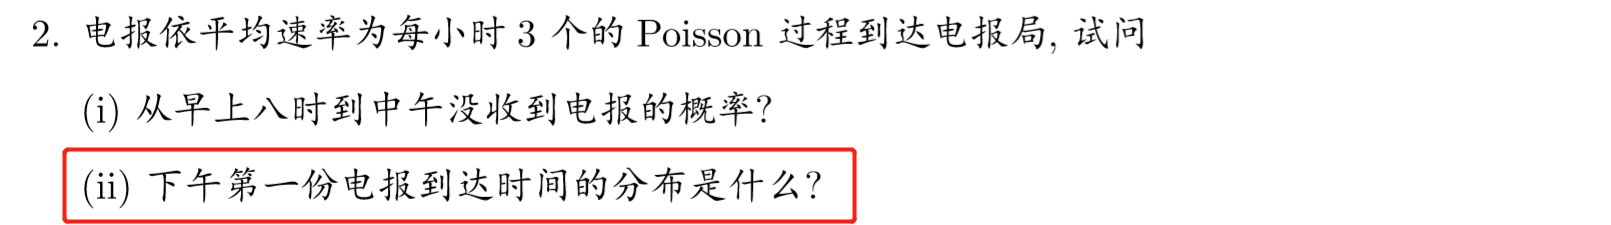 2. 电报依平均速率为每小时 3 个的 Poisson 过程到达电报局, 试问
(i) 从早上八时到中午没收到电报的概率?
(ii) 下午第一份电报到达时间的分布是什么?